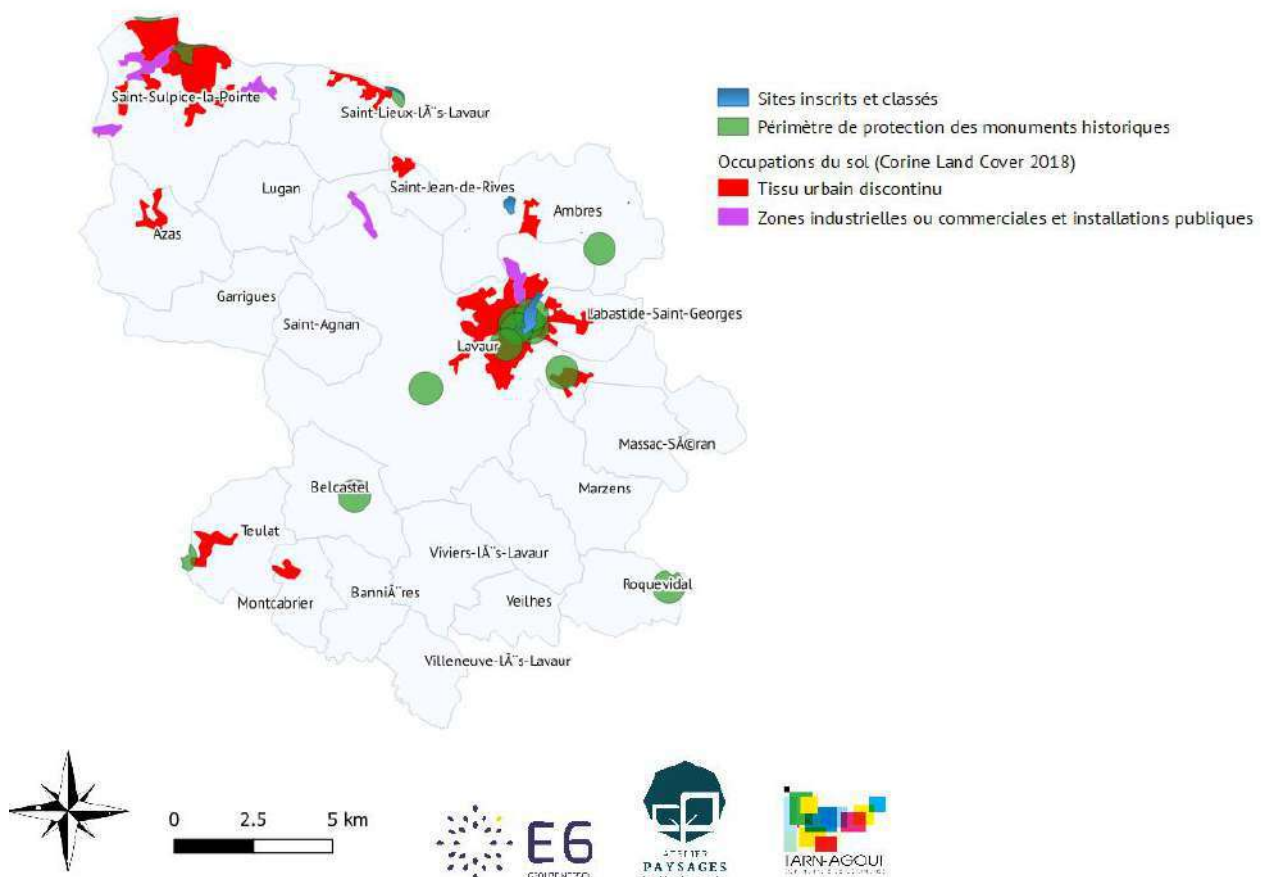 Saint-Sulpice-la-Pointe
Saint-Lieux-lÃ¨s-Lavaur
Lugan
Saint-Jean-de-Rives
Ambres
Azas
Garrigues
Saint-Agnan
Labastide-Saint-Georges
Lavaur
Massac-SÃ©ran
Marzens
Belcastel
Teulat
Viviers-lÃ¨s-Lavaur
Roquevidal
BanniÃ¨res
Montcabrier
Veilhes
Villeneuve-lÃ¨s-Lavaur
Sites inscrits et classés
Périmètre de protection des monuments historiques
Occupations du sol (Corine Land Cover 2018)
Tissu urbain discontinu
Zones industrielles ou commerciales et installations publiques
0 2.5 5 km
E6
ATELIER
PAYSAGES
TARN-AGOUT